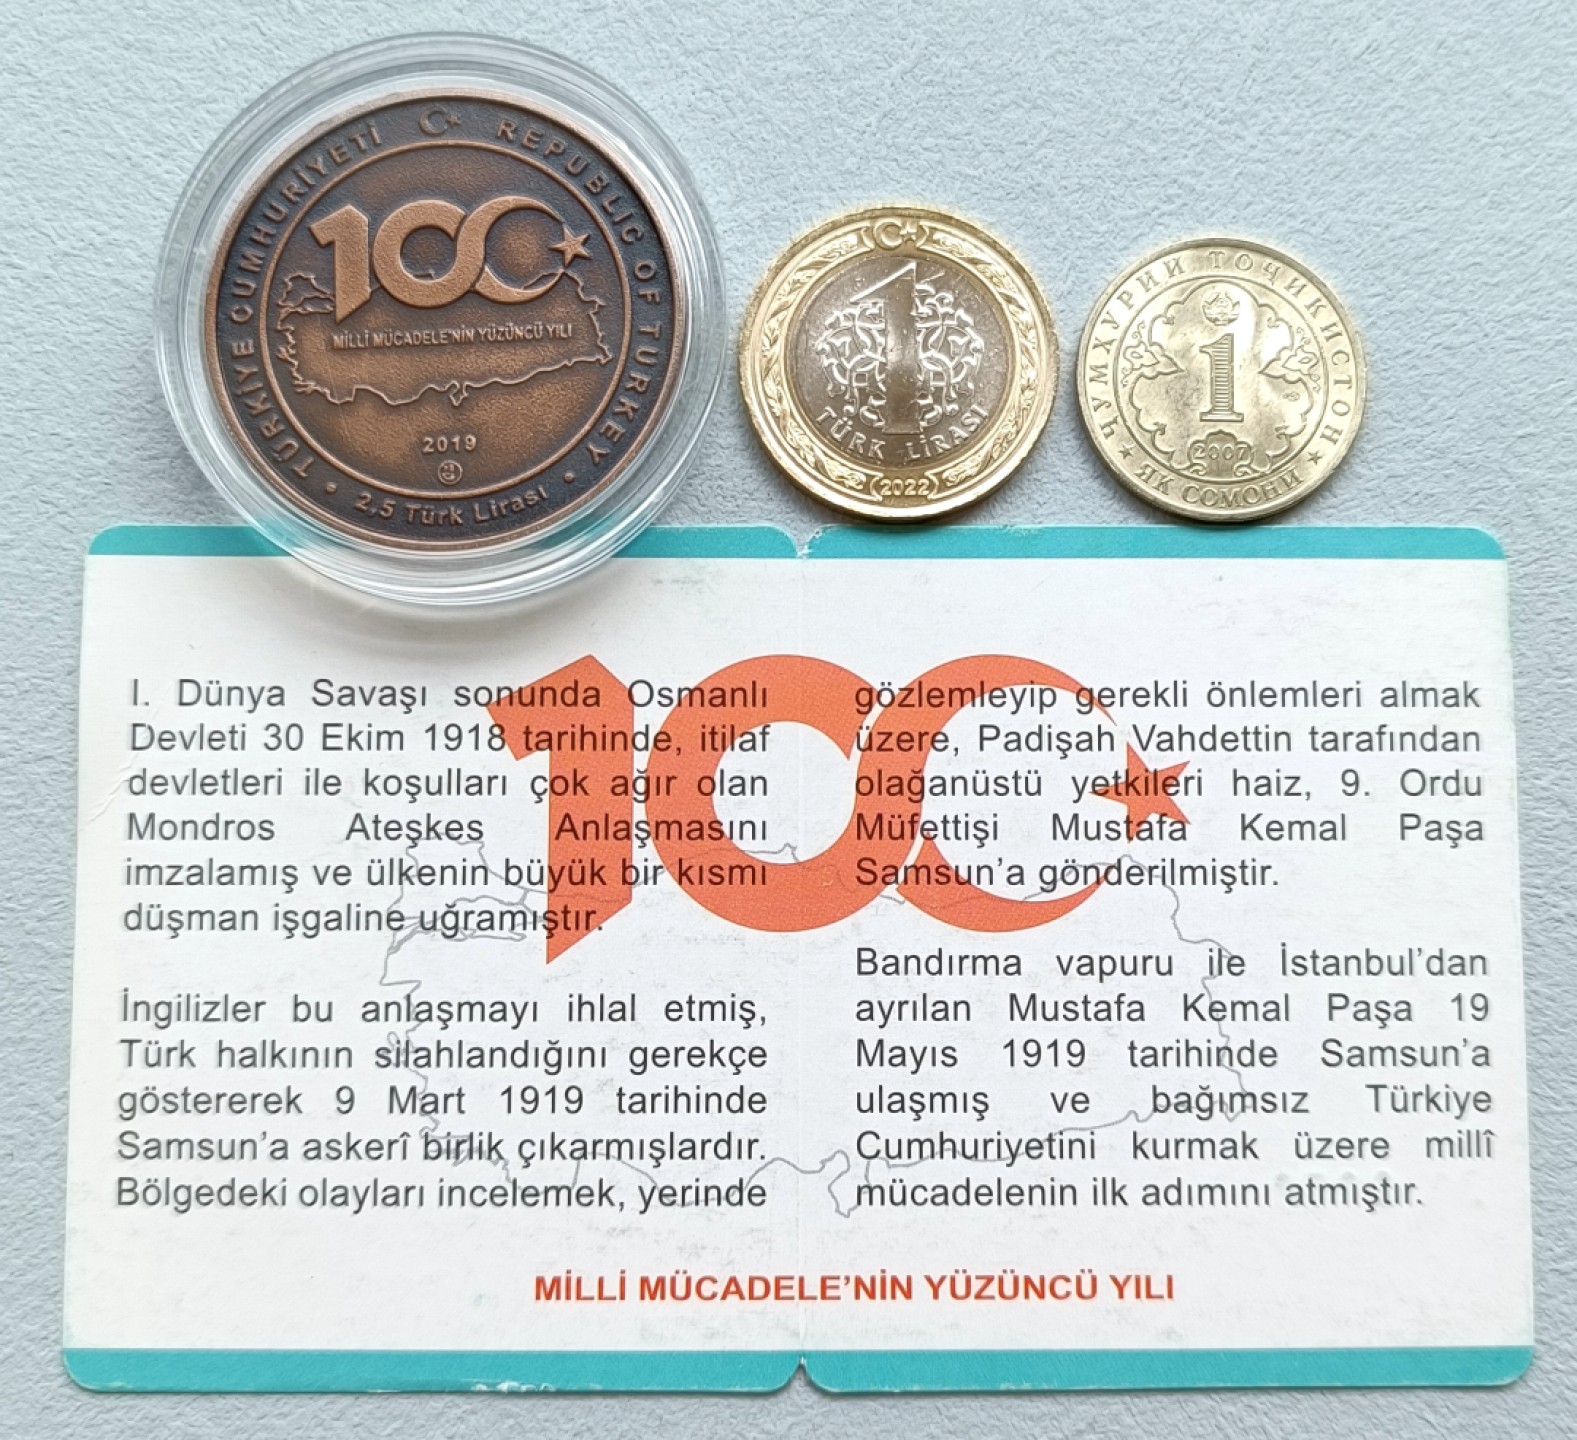 TÜRKİYE CUMHURİYETİ
REPUBLIC OF TURKEY
100
MİLLÎ MÜCADELE'NİN YÜZÜNCÜ YILI
2019
• 2,5 Türk Lirası •
1
TÜRK LİRASI
2022
ҶУМҲУРИИ ТОҶИКИСТОН
1
2007
★ ЯК СОМОНИ ★
100
I. Dünya Savaşı sonunda Osmanlı
Devleti 30 Ekim 1918 tarihinde, itilaf
devletleri ile koşulları çok ağır olan
Mondros Ateşkes Anlaşmasını
imzalamış ve ülkenin büyük bir kısmı
düşman işgaline uğramıştır.
İngilizler bu anlaşmayı ihlal etmiş,
Türk halkının silahlandığını gerekçe
göstererek 9 Mart 1919 tarihinde
Samsun’a askerî birlik çıkarmışlardır.
Bölgedeki olayları incelemek, yerinde
gözlemleyip gerekli önlemleri almak
üzere, Padişah Vahdettin tarafından
olağanüstü yetkileri haiz, 9. Ordu
Müfettişi Mustafa Kemal Paşa
Samsun’a gönderilmiştir.
Bandırma vapuru ile İstanbul’dan
ayrılan Mustafa Kemal Paşa 19
Mayıs 1919 tarihinde Samsun’a
ulaşmış ve bağımsız Türkiye
Cumhuriyetini kurmak üzere millî
mücadelenin ilk adımını atmıştır.
MİLLİ MÜCADELE’NİN YÜZÜNCÜ YILI